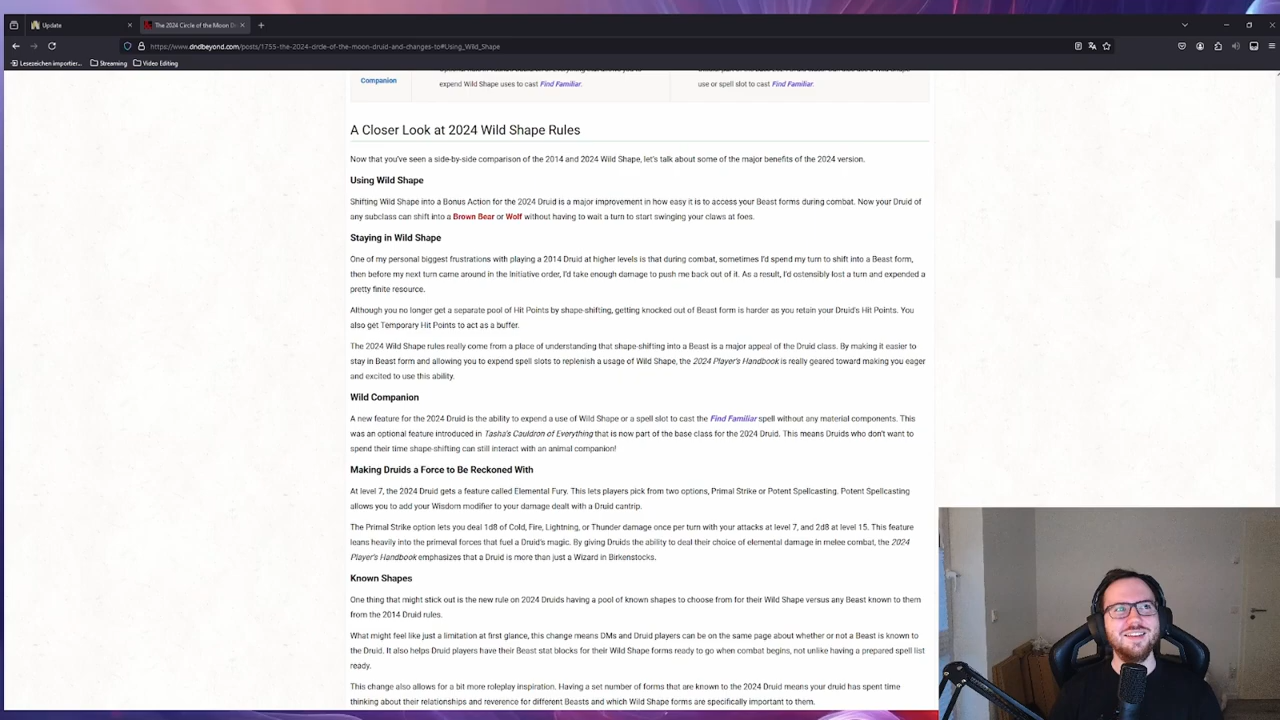 Update
The 2024 Circle of the Moon D
https://www.dndbeyond.com/posts/1755-the-2024-circle-of-the-moon-druid-and-changes-to#Using_Wild_Shape
Lesezeichen importier...
Streaming
Video Editing
Companion
expend Wild Shape uses to cast Find Familiar.
use or spell slot to cast Find Familiar.
A Closer Look at 2024 Wild Shape Rules
Now that you've seen a side-by-side comparison of the 2014 and 2024 Wild Shape, let's talk about some of the major benefits of the 2024 version.
Using Wild Shape
Shifting Wild Shape into a Bonus Action for the 2024 Druid is a major improvement in how easy it is to access your Beast forms during combat. Now your Druid of
any subclass can shift into a Brown Bear or Wolf without having to wait a turn to start swinging your claws at foes.
Staying in Wild Shape
One of my personal biggest frustrations with playing a 2014 Druid at higher levels is that during combat, sometimes I'd spend my turn to shift into a Beast form,
then before my next turn came around in the Initiative order, I'd take enough damage to push me back out of it. As a result, I'd ostensibly lost a turn and expended a
pretty finite resource.
Although you no longer get a separate pool of Hit Points by shape-shifting, getting knocked out of Beast form is harder as you retain your Druid's Hit Points. You
also get Temporary Hit Points to act as a buffer.
The 2024 Wild Shape rules really come from a place of understanding that shape-shifting into a Beast is a major appeal of the Druid class. By making it easier to
stay in Beast form and allowing you to expend spell slots to replenish a usage of Wild Shape, the 2024 Player's Handbook is really geared toward making you eager
and excited to use this ability.
Wild Companion
A new feature for the 2024 Druid is the ability to expend a use of Wild Shape or a spell slot to cast the Find Familiar spell without any material components. This
was an optional feature introduced in Tasha's Cauldron of Everything that is now part of the base class for the 2024 Druid. This means Druids who don't want to
spend their time shape-shifting can still interact with an animal companion!
Making Druids a Force to Be Reckoned With
At level 7, the 2024 Druid gets a feature called Elemental Fury. This lets players pick from two options, Primal Strike or Potent Spellcasting. Potent Spellcasting
allows you to add your Wisdom modifier to your damage dealt with a Druid cantrip.
The Primal Strike option lets you deal 1d8 of Cold, Fire, Lightning, or Thunder damage once per turn with your attacks at level 7, and 2d8 at level 15. This feature
leans heavily into the primeval forces that fuel a Druid's magic. By giving Druids the ability to deal their choice of elemental damage in melee combat, the 2024
Player's Handbook emphasizes that a Druid is more than just a Wizard in Birkenstocks.
Known Shapes
One thing that might stick out is the new rule on 2024 Druids having a pool of known shapes to choose from for their Wild Shape versus any Beast known to them
from the 2014 Druid rules.
What might feel like just a limitation at first glance, this change means DMs and Druid players can be on the same page about whether or not a Beast is known to
the Druid. It also helps Druid players have their Beast stat blocks for their Wild Shape forms ready to go when combat begins, not unlike having a prepared spell list
ready.
This change also allows for a bit more roleplay inspiration. Having a set number of forms that are known to the 2024 Druid means your druid has spent time
thinking about their relationships and reverence for different Beasts and which Wild Shape forms are specifically important to them.